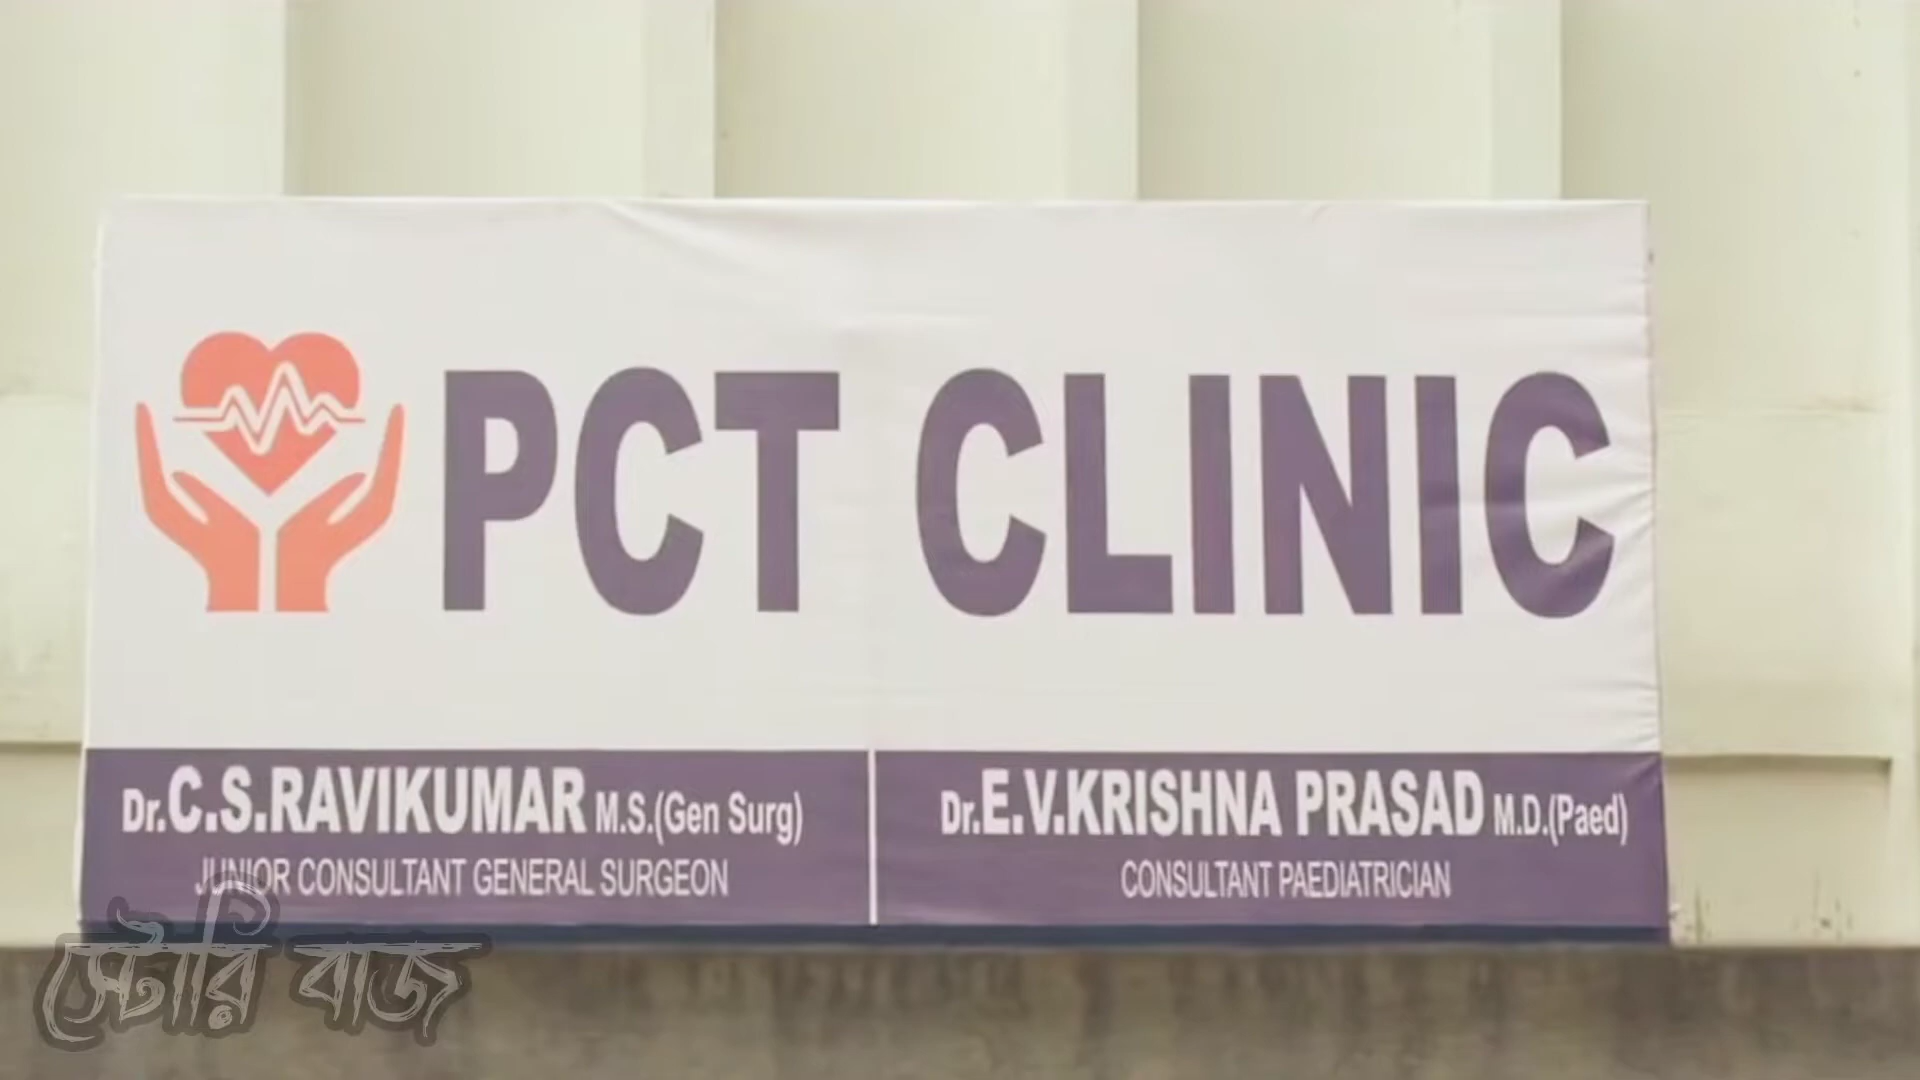 PCT CLINIC
Dr.C.S.RAVIKUMAR M.S.(Gen Surg)
JUNIOR CONSULTANT GENERAL SURGEON
Dr.E.V.KRISHNA PRASAD M.D.(Paed)
CONSULTANT PAEDIATRICIAN
স্টোরি বাজ